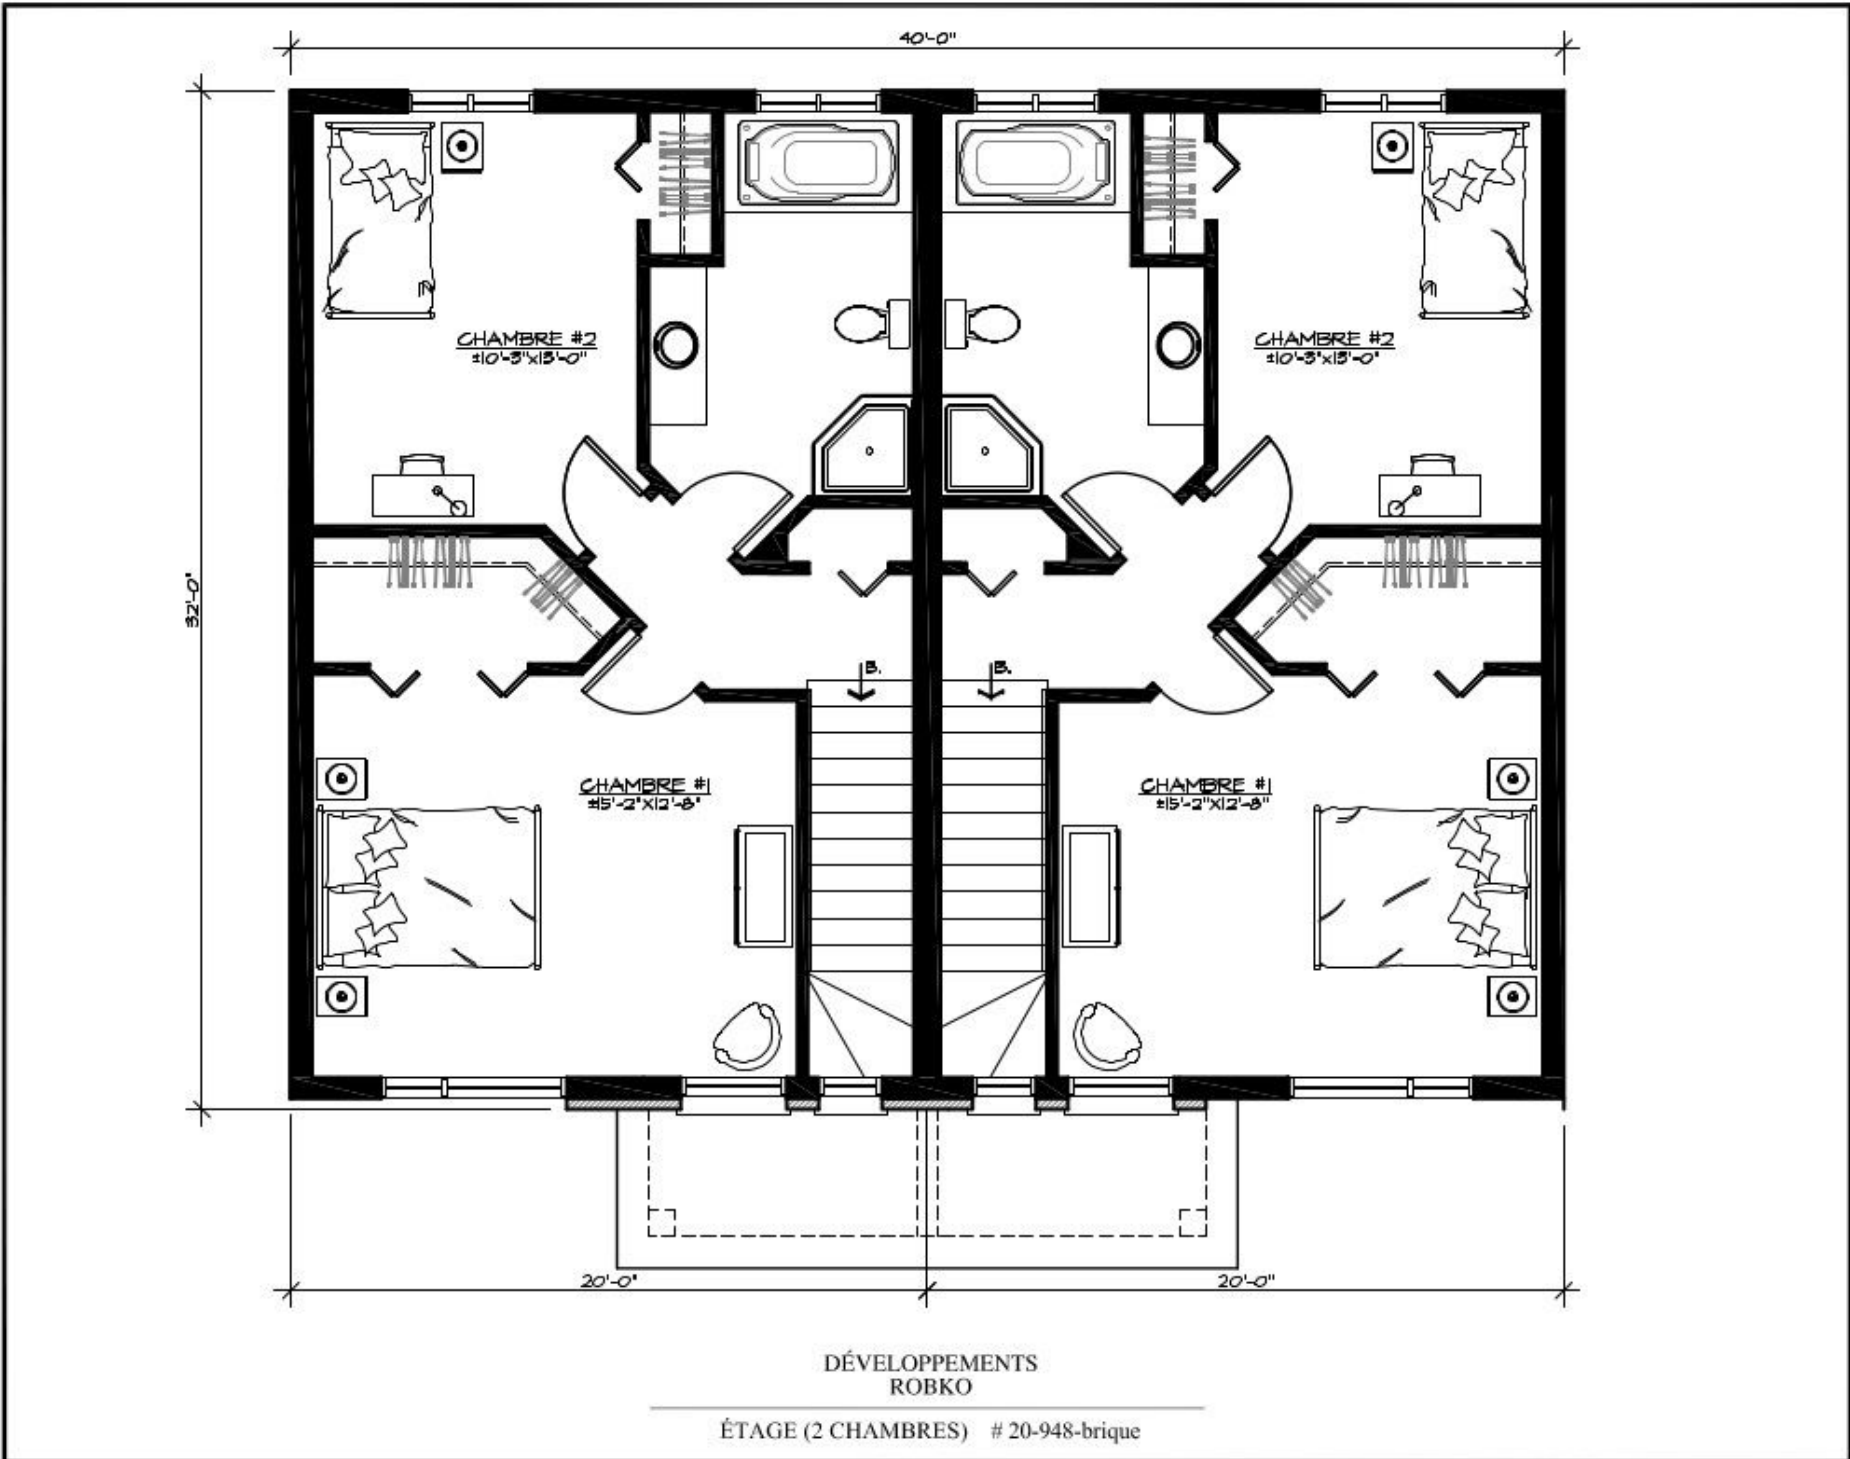 40'-0"
32'-0"
CHAMBRE #2
±10'-3"x13'-0"
CHAMBRE #2
±10'-3"x13'-0"
B.
B.
CHAMBRE #1
±15'-2"x12'-8"
CHAMBRE #1
±15'-2"x12'-8"
20'-0"
20'-0"
DÉVELOPPEMENTS
ROBKO
ÉTAGE (2 CHAMBRES) # 20-948-brique